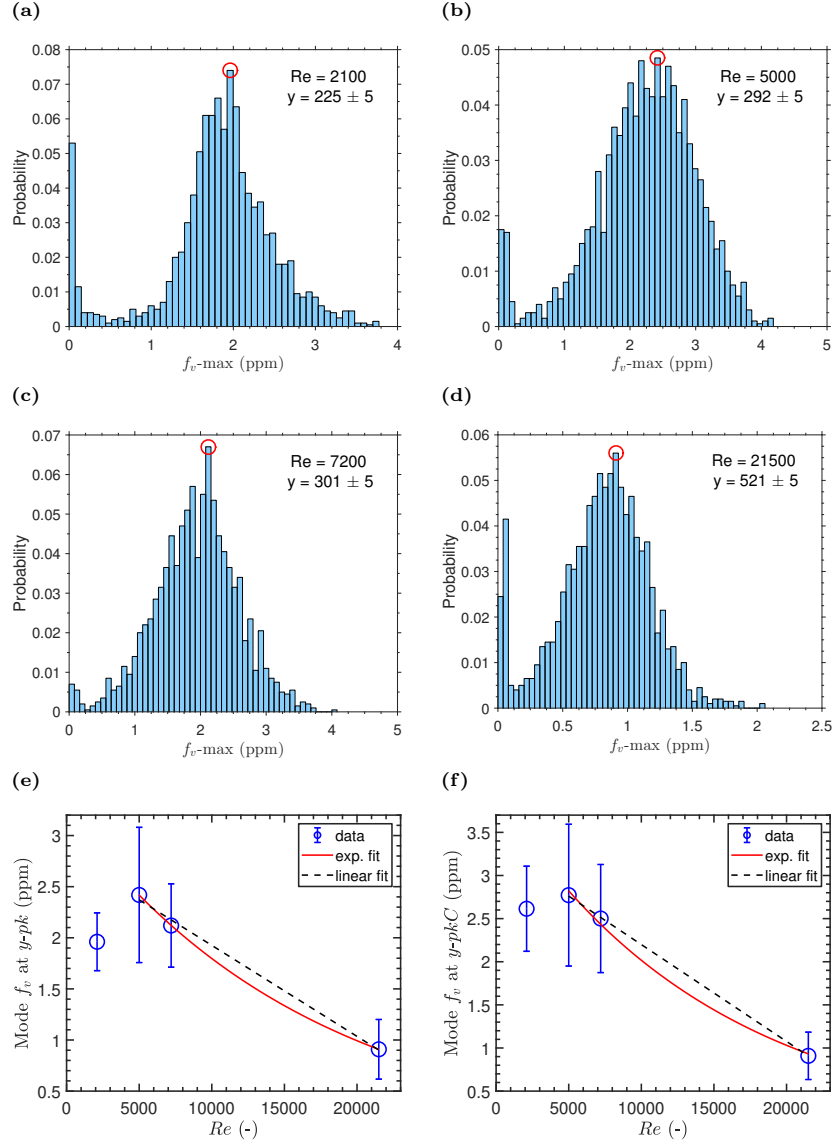 (a)
0.08
0.07
0.06
0.05
0.04
0.03
0.02
0.01
0
Probability
Re = 2100
y = 225 ± 5
0 1 2 3 4
f_v-max (ppm)
(b)
0.05
0.04
0.03
0.02
0.01
0
Probability
Re = 5000
y = 292 ± 5
0 1 2 3 4 5
f_v-max (ppm)
(c)
0.07
0.06
0.05
0.04
0.03
0.02
0.01
0
Probability
Re = 7200
y = 301 ± 5
0 1 2 3 4 5
f_v-max (ppm)
(d)
0.06
0.05
0.04
0.03
0.02
0.01
0
Probability
Re = 21500
y = 521 ± 5
0 0.5 1 1.5 2 2.5
f_v-max (ppm)
(e)
3
2.5
2
1.5
1
0.5
Mode f_v at y-pk (ppm)
data
exp. fit
linear fit
0 5000 10000 15000 20000
Re (-)
(f)
3.5
3
2.5
2
1.5
1
0.5
Mode f_v at y-pkC (ppm)
data
exp. fit
linear fit
0 5000 10000 15000 20000
Re (-)